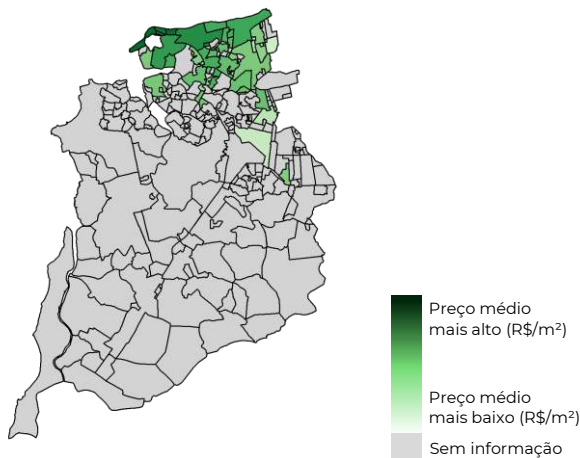 Preço médio
mais alto (R$/m²)
Preço médio
mais baixo (R$/m²)
Sem informação